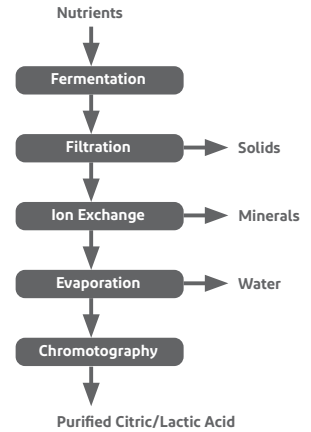 Nutrients
Fermentation
Filtration
Solids
Ion Exchange
Minerals
Evaporation
Water
Chromotography
Purified Citric/Lactic Acid